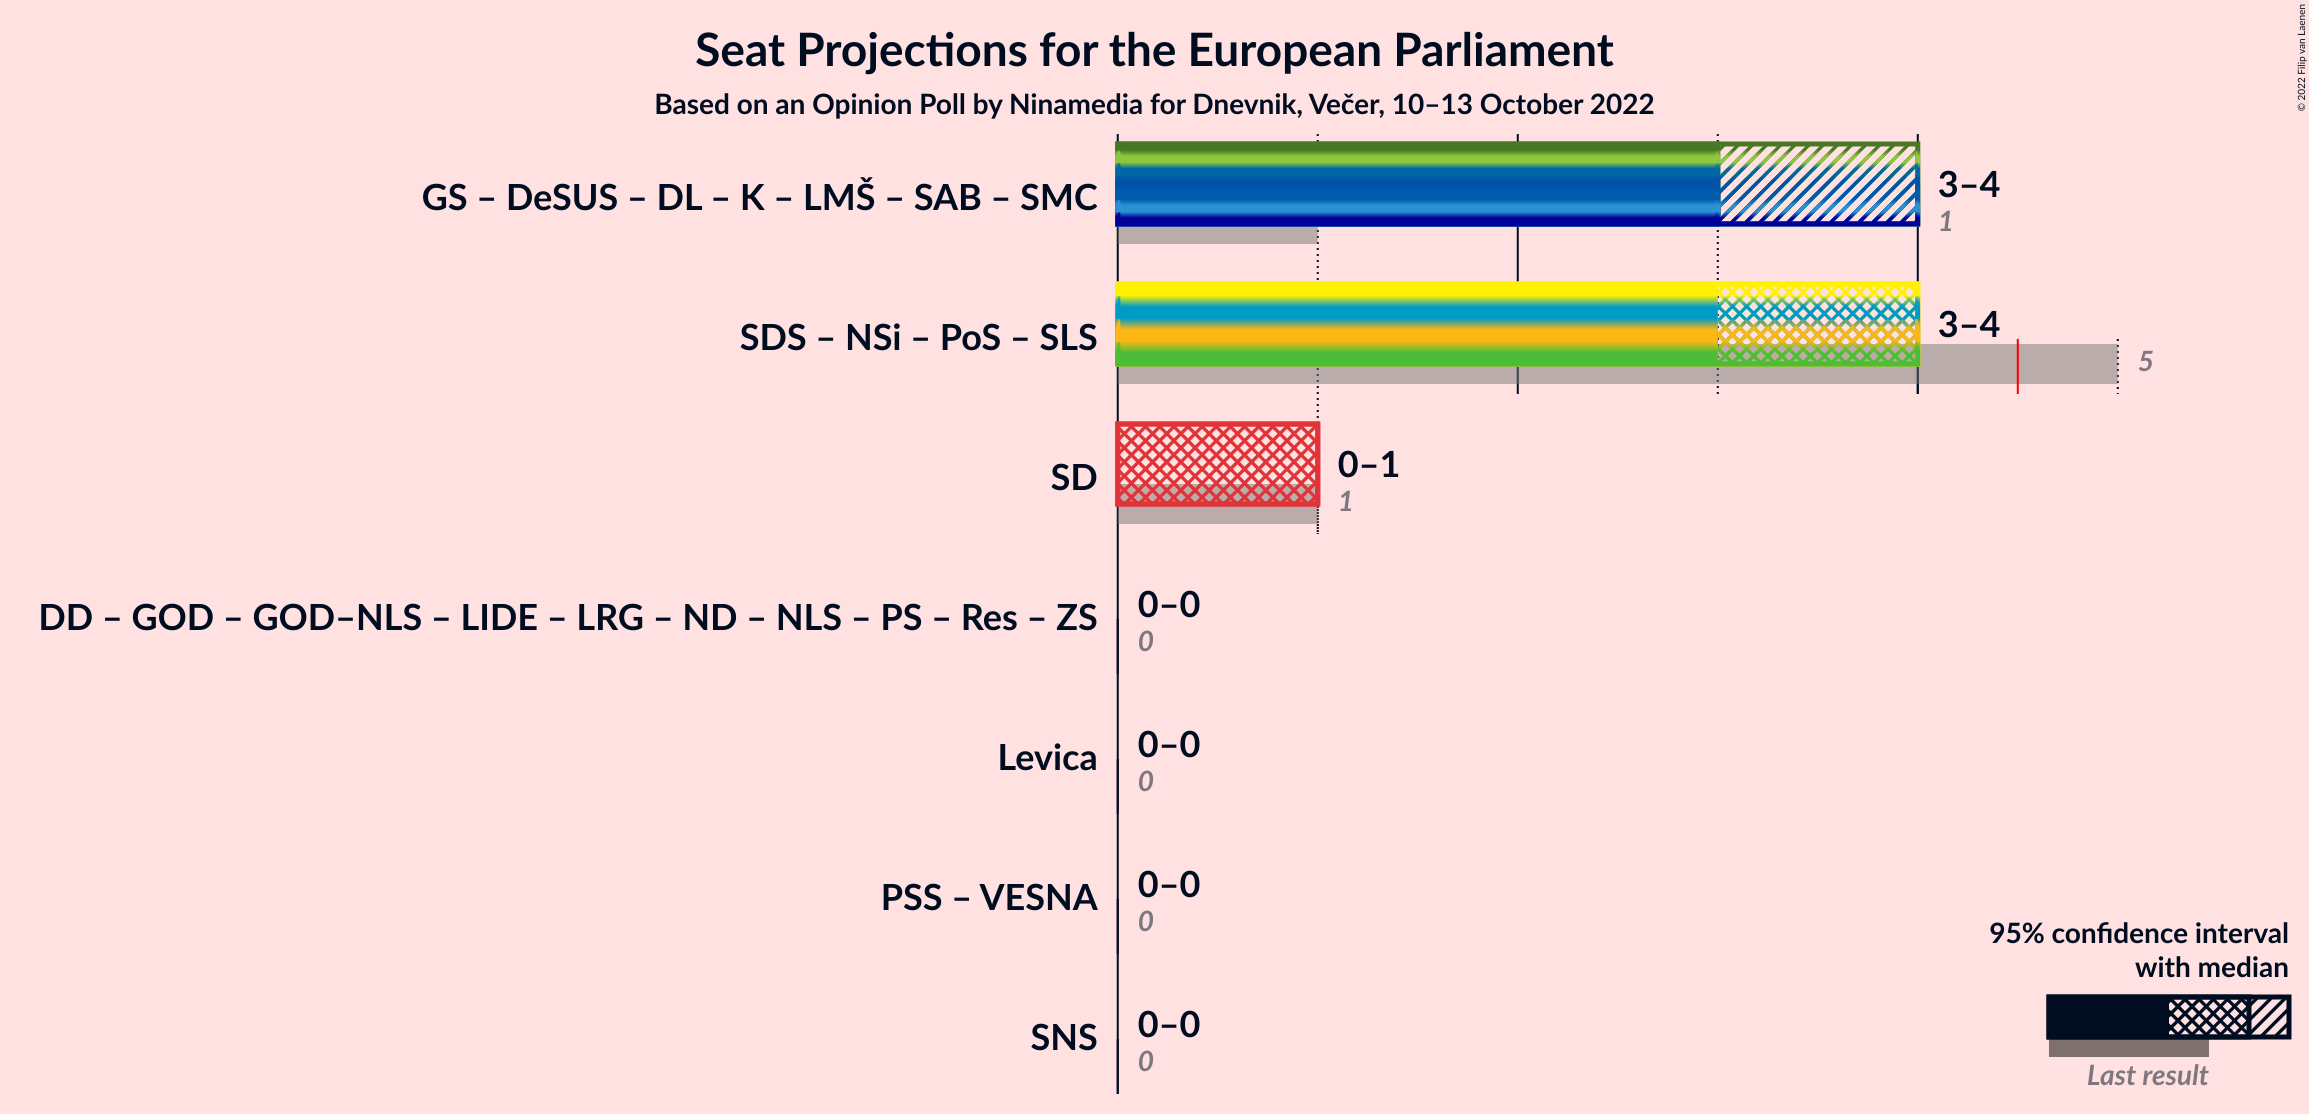 Seat Projections for the European Parliament
Based on an Opinion Poll by Ninamedia for Dnevnik, Večer, 10–13 October 2022
© 2022 Filip van Laenen
GS – DeSUS – DL – K – LMŠ – SAB – SMC
3–4
1
SDS – NSi – PoS – SLS
3–4
5
SD
0–1
1
DD – GOD – GOD–NLS – LIDE – LRG – ND – NLS – PS – Res – ZS
0–0
0
Levica
0–0
0
PSS – VESNA
0–0
0
SNS
0–0
0
95% confidence interval
with median
Last result